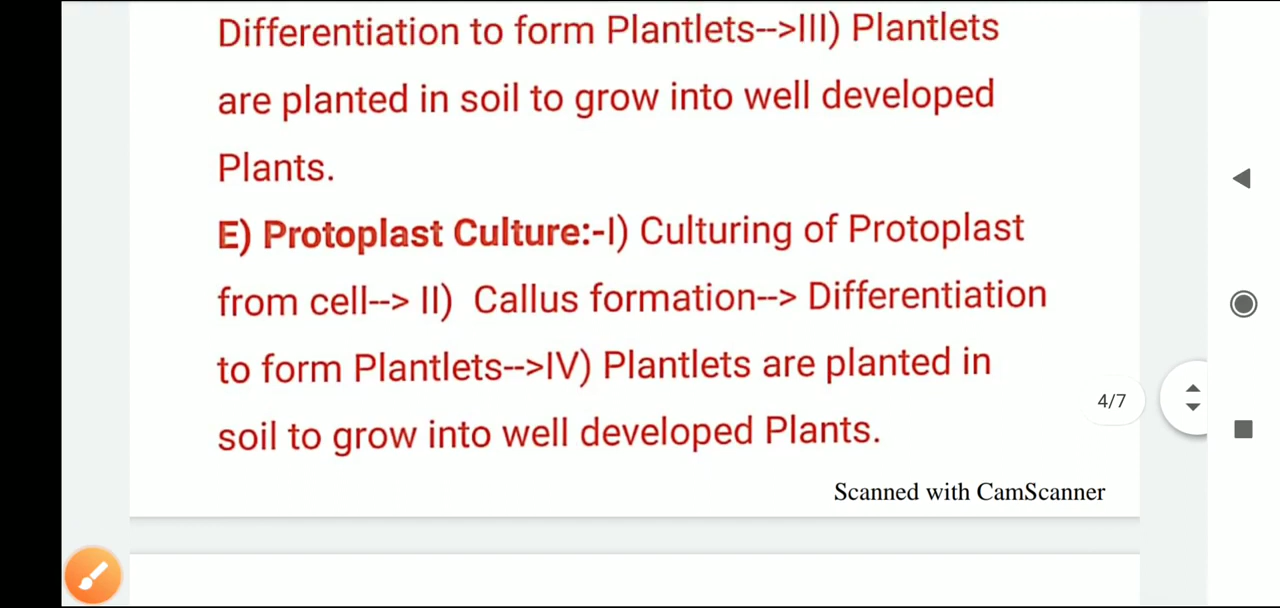 Differentiation to form Plantlets-->III) Plantlets
are planted in soil to grow into well developed
Plants.
E) Protoplast Culture:-I) Culturing of Protoplast
from cell--> II)  Callus formation--> Differentiation
to form Plantlets-->IV) Plantlets are planted in
soil to grow into well developed Plants.
4/7
Scanned with CamScanner